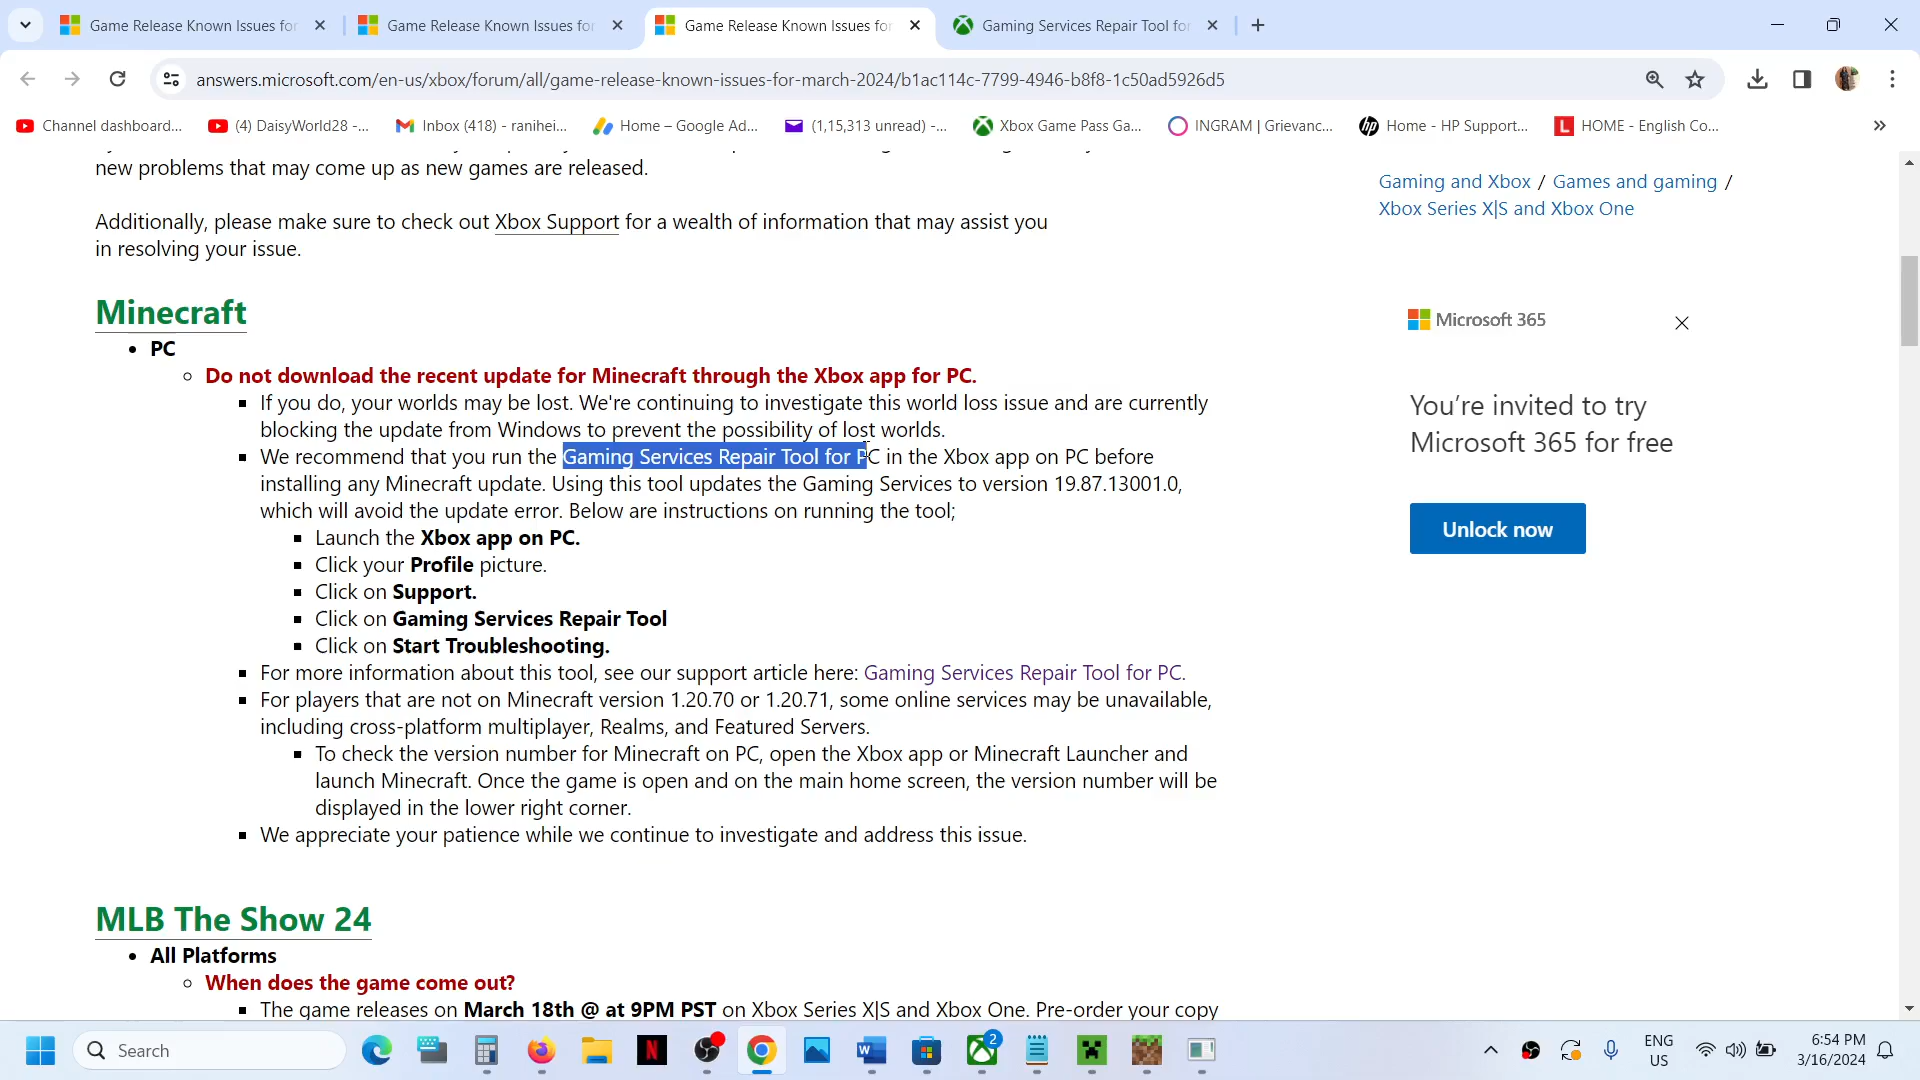 Game Release Known Issues for
Game Release Known Issues for
Game Release Known Issues for
Gaming Services Repair Tool for
answers.microsoft.com/en-us/xbox/forum/all/game-release-known-issues-for-march-2024/b1ac114c-7799-4946-b8f8-1c50ad5926d5
Channel dashboard...
(4) DaisyWorld28 -...
Inbox (418) - ranihei...
Home – Google Ad...
(1,15,313 unread) -...
Xbox Game Pass Ga...
INGRAM | Grievanc...
Home - HP Support...
HOME - English Co...
new problems that may come up as new games are released.
Additionally, please make sure to check out Xbox Support for a wealth of information that may assist you
in resolving your issue.
Minecraft
PC
Do not download the recent update for Minecraft through the Xbox app for PC.
If you do, your worlds may be lost. We're continuing to investigate this world loss issue and are currently
blocking the update from Windows to prevent the possibility of lost worlds.
We recommend that you run the Gaming Services Repair Tool for PC in the Xbox app on PC before
installing any Minecraft update. Using this tool updates the Gaming Services to version 19.87.13001.0,
which will avoid the update error. Below are instructions on running the tool;
Launch the Xbox app on PC.
Click your Profile picture.
Click on Support.
Click on Gaming Services Repair Tool
Click on Start Troubleshooting.
For more information about this tool, see our support article here: Gaming Services Repair Tool for PC.
For players that are not on Minecraft version 1.20.70 or 1.20.71, some online services may be unavailable,
including cross-platform multiplayer, Realms, and Featured Servers.
To check the version number for Minecraft on PC, open the Xbox app or Minecraft Launcher and
launch Minecraft. Once the game is open and on the main home screen, the version number will be
displayed in the lower right corner.
We appreciate your patience while we continue to investigate and address this issue.
MLB The Show 24
All Platforms
When does the game come out?
The game releases on March 18th @ at 9PM PST on Xbox Series X|S and Xbox One. Pre-order your copy
Gaming and Xbox / Games and gaming /
Xbox Series X|S and Xbox One
Microsoft 365
You’re invited to try
Microsoft 365 for free
Unlock now
Search
2
ENG
US
6:54 PM
3/16/2024